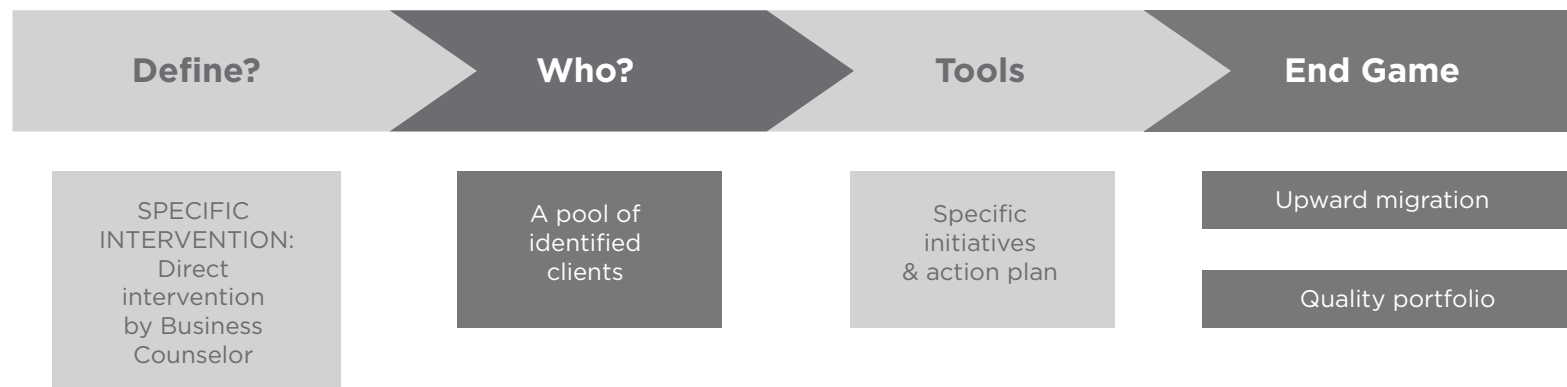 Define?
Who?
Tools
End Game
SPECIFIC
INTERVENTION:
Direct
intervention
by Business
Counselor
A pool of
identified
clients
Specific
initiatives
& action plan
Upward migration
Quality portfolio